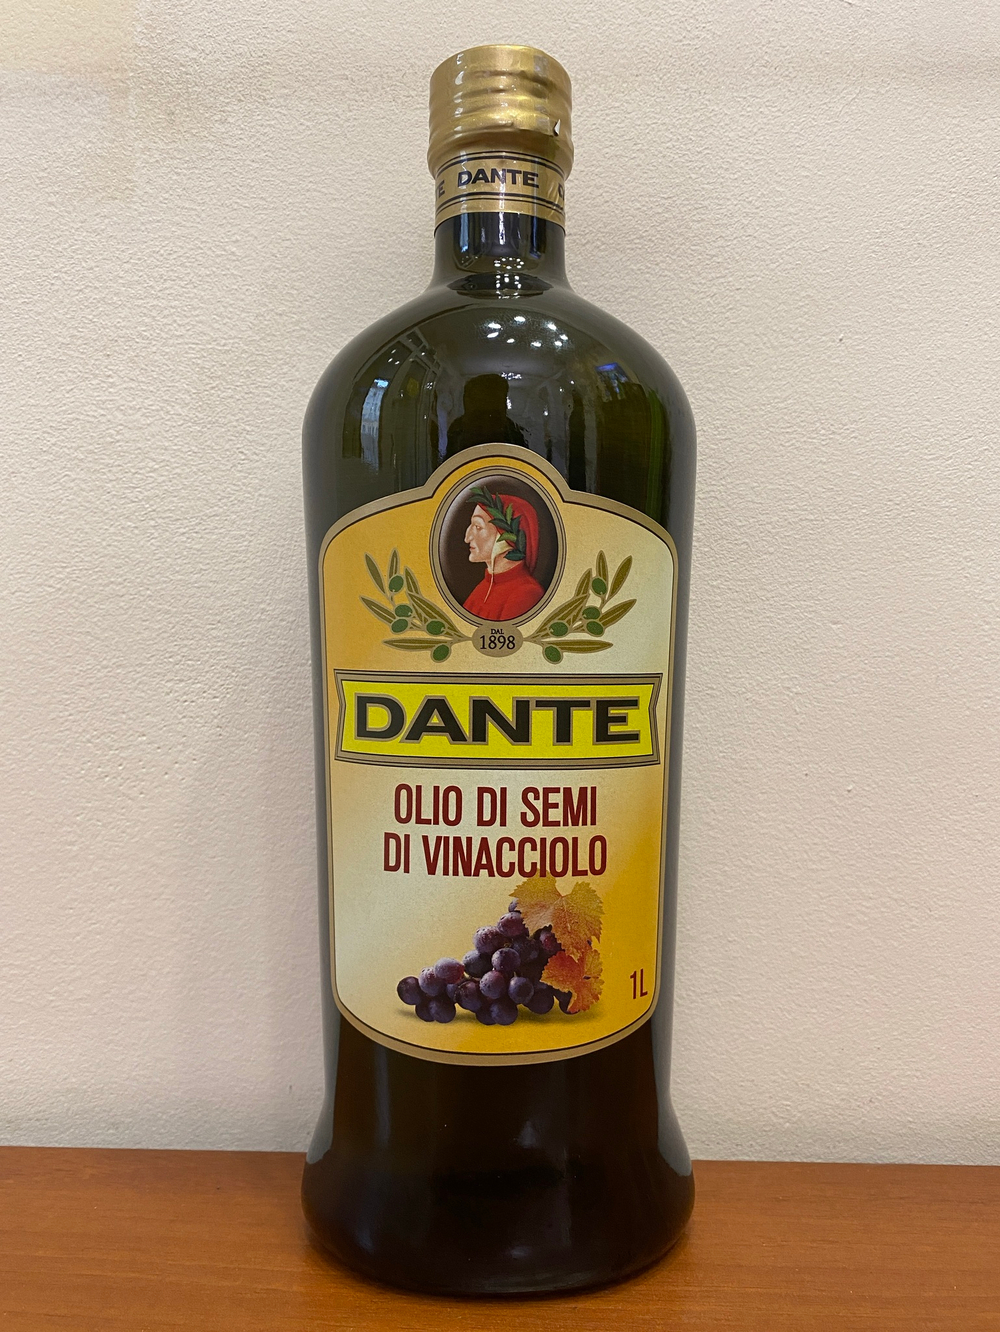 DANTE
DAL
1898
DANTE
OLIO DI SEMI
DI VINACCIOLO
1L